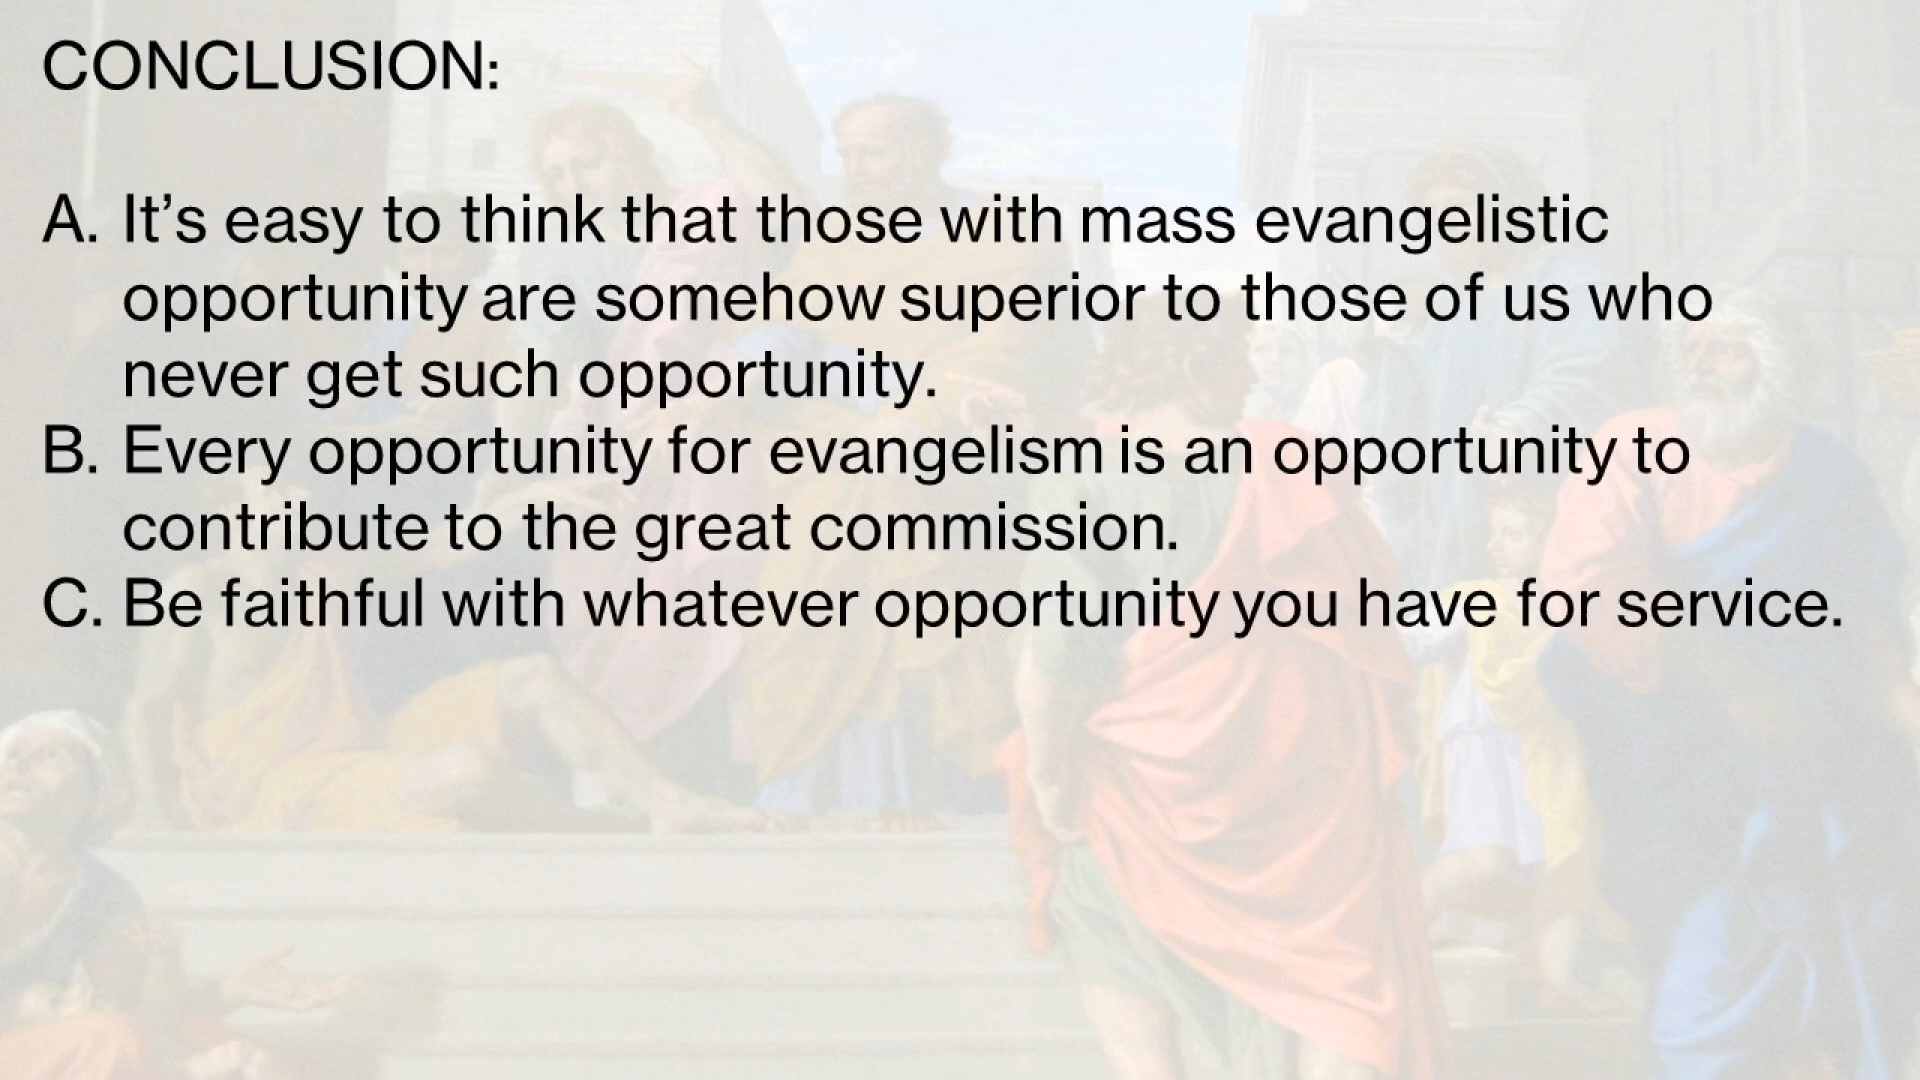 CONCLUSION:
A. It’s easy to think that those with mass evangelistic
opportunity are somehow superior to those of us who
never get such opportunity.
B. Every opportunity for evangelism is an opportunity to
contribute to the great commission.
C. Be faithful with whatever opportunity you have for service.